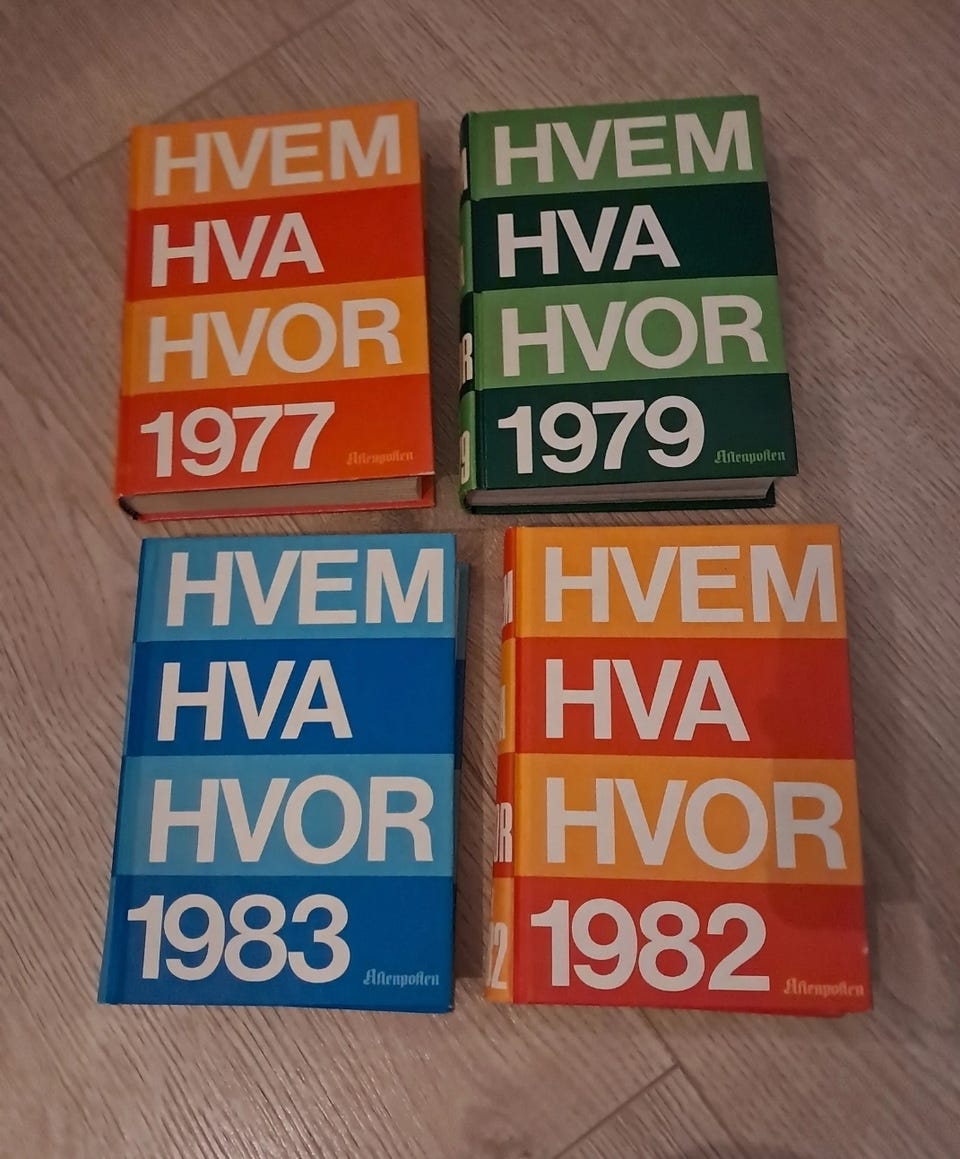 HVEM
HVA
HVOR
1977
Aftenposten
HVEM
HVA
HVOR
1979
Aftenposten
HVEM
HVA
HVOR
1983
Aftenposten
HVEM
HVA
HVOR
1982
Aftenposten